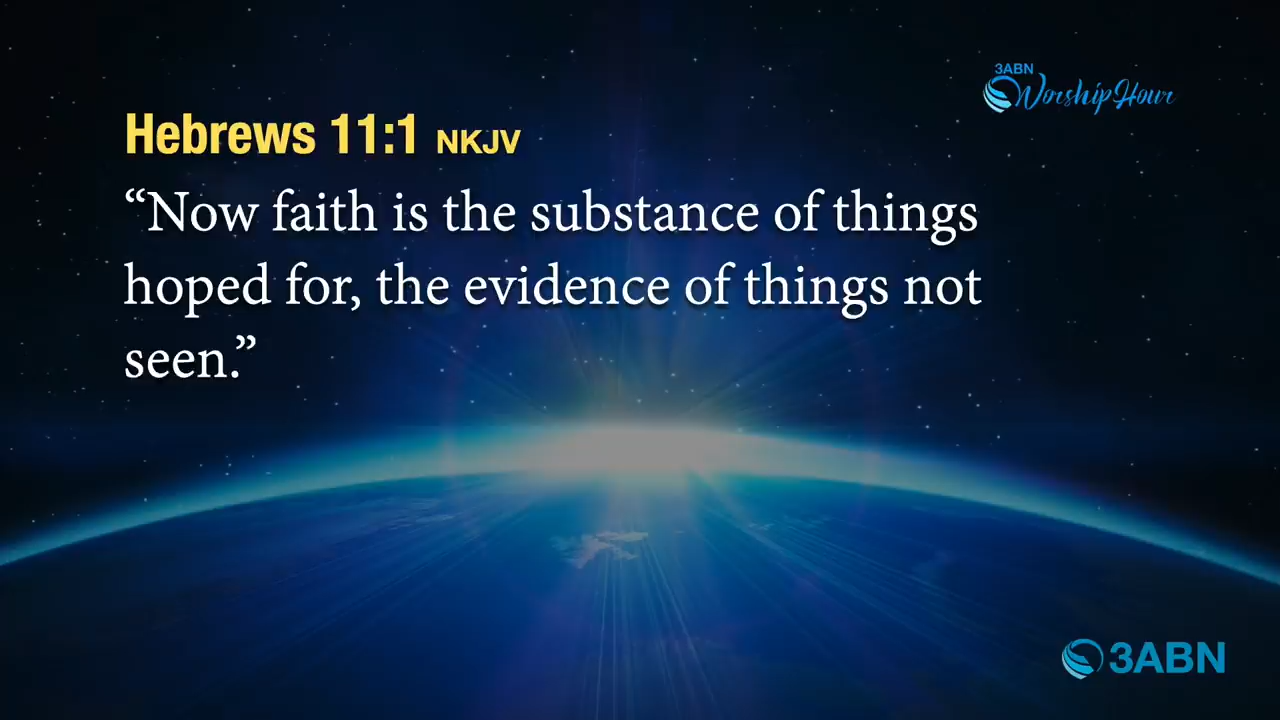 3ABN
Worship Hour
Hebrews 11:1 NKJV
“Now faith is the substance of things
hoped for, the evidence of things not
seen.”
3ABN